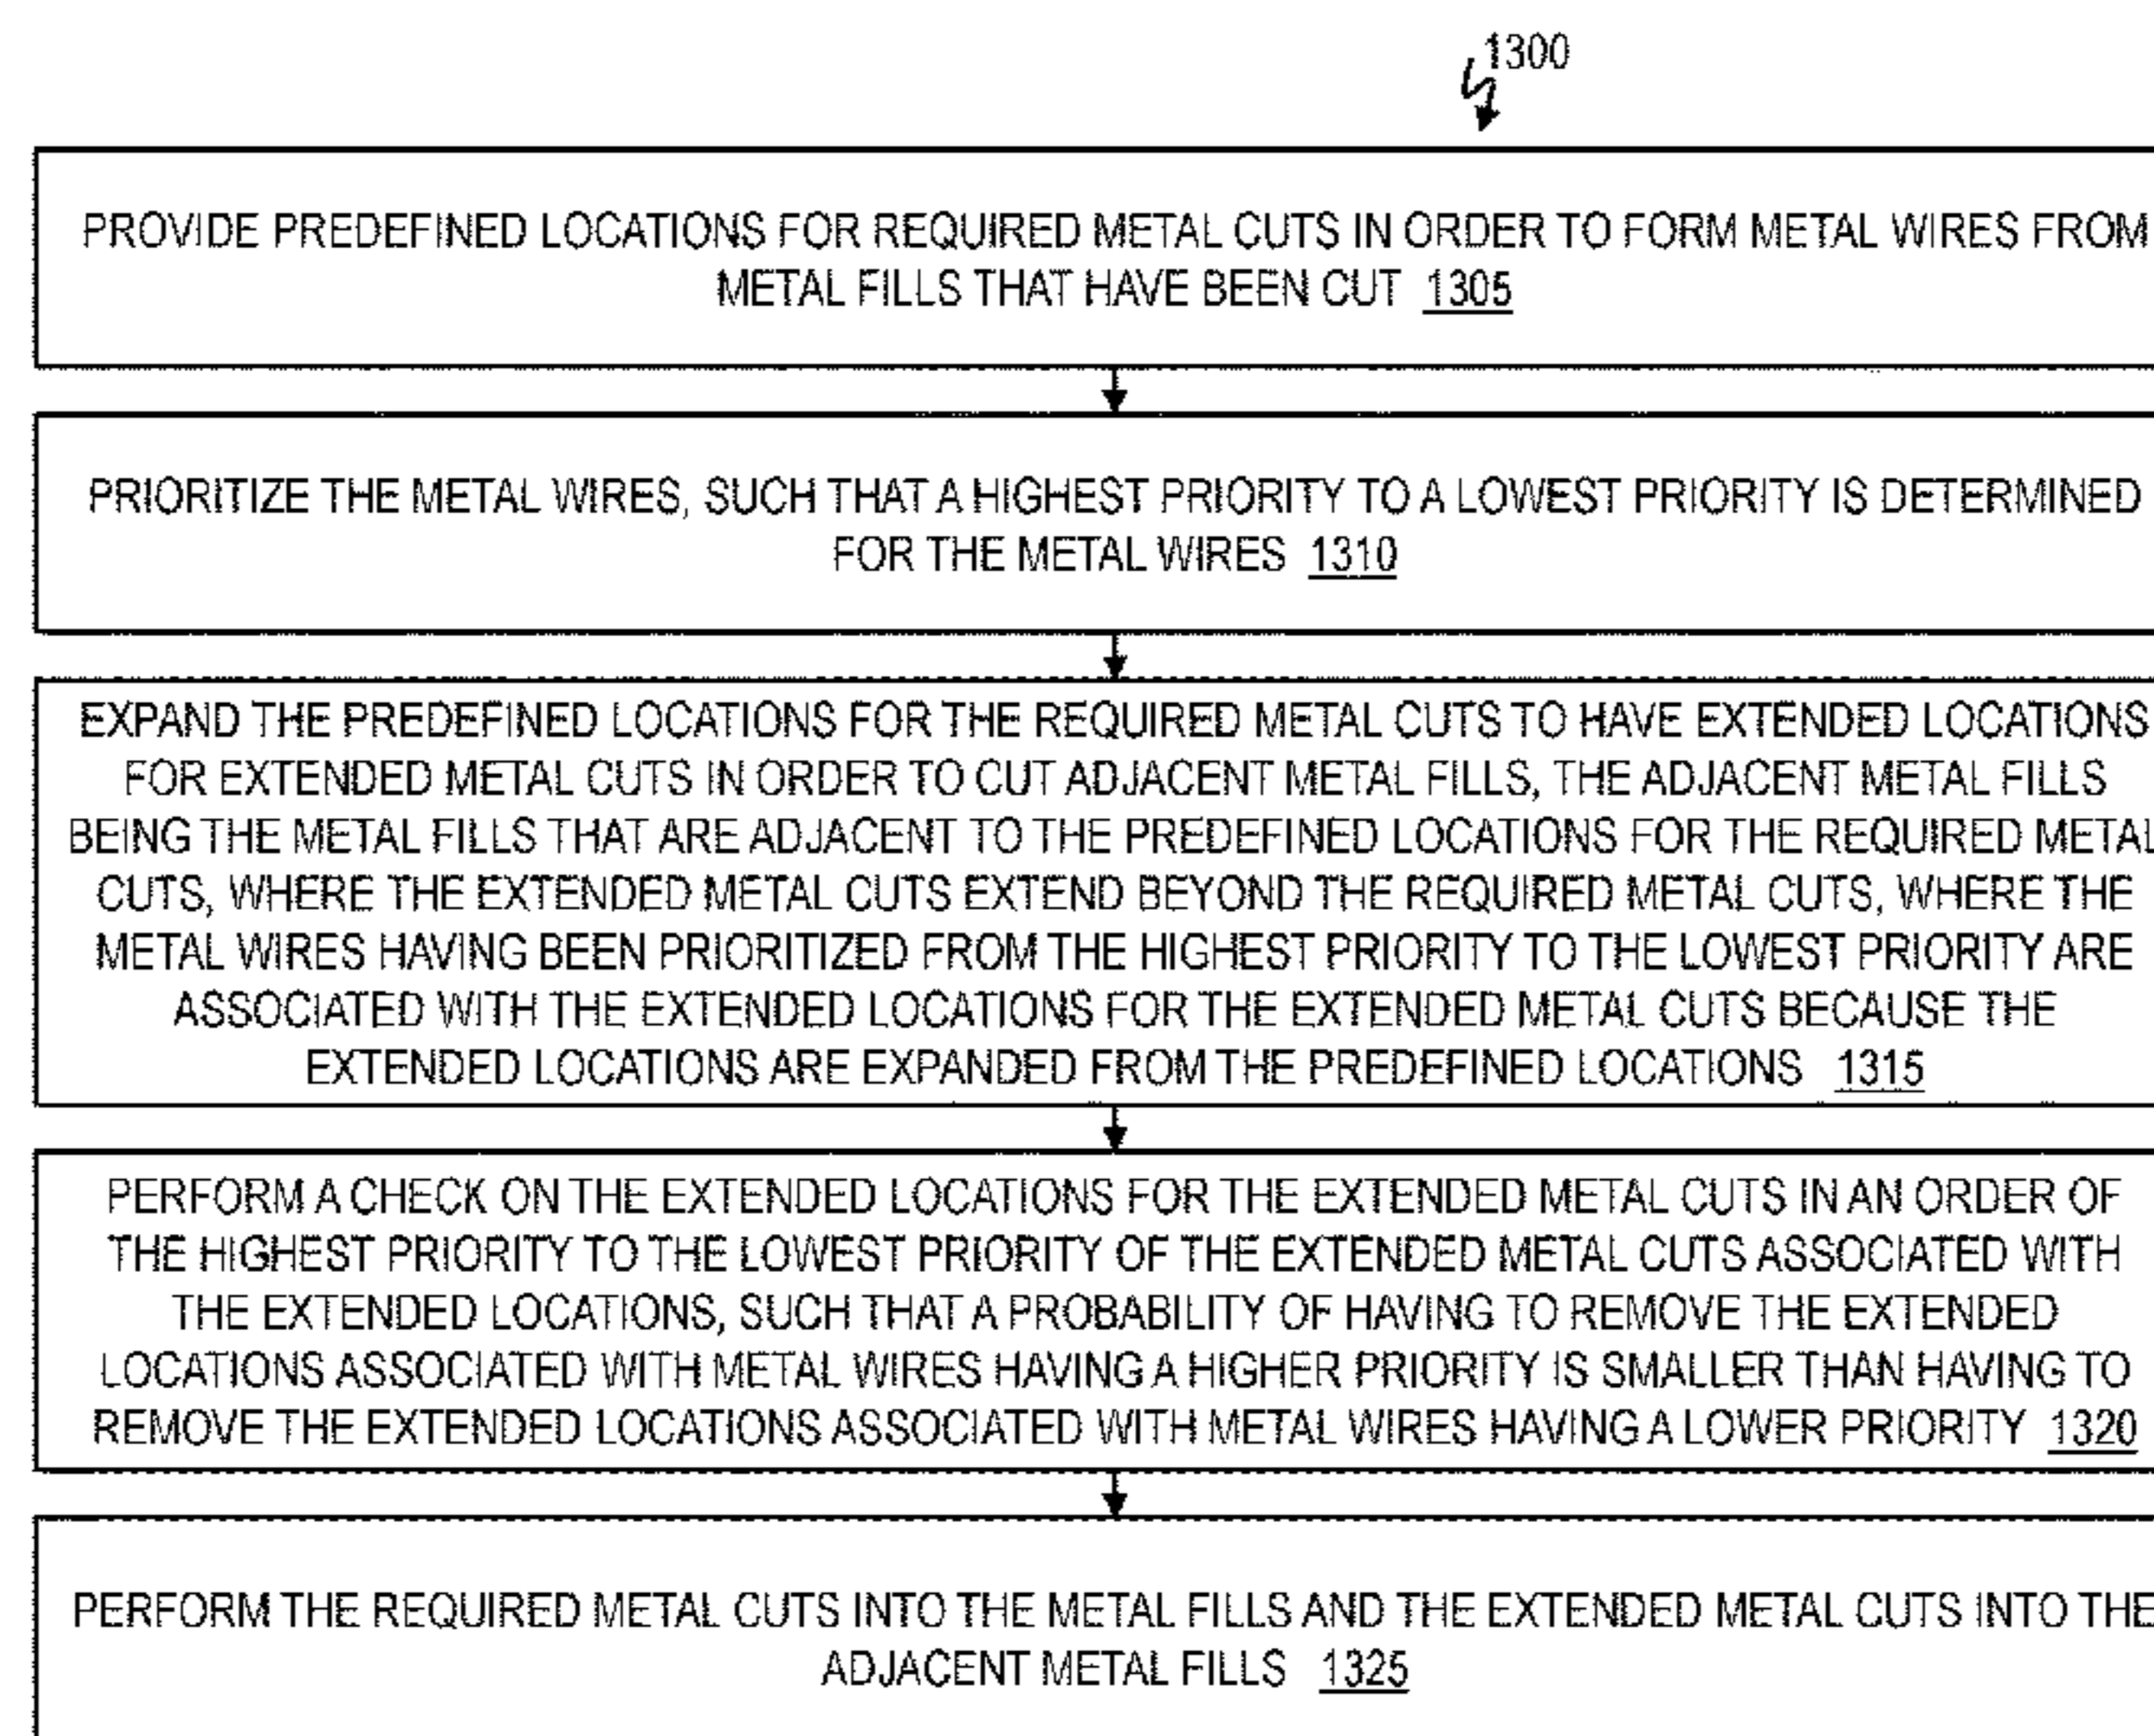 1300
PROVIDE PREDEFINED LOCATIONS FOR REQUIRED METAL CUTS IN ORDER TO FORM METAL WIRES FROM
METAL FILLS THAT HAVE BEEN CUT 1305
PRIORITIZE THE METAL WIRES, SUCH THAT A HIGHEST PRIORITY TO A LOWEST PRIORITY IS DETERMINED
FOR THE METAL WIRES 1310
EXPAND THE PREDEFINED LOCATIONS FOR THE REQUIRED METAL CUTS TO HAVE EXTENDED LOCATIONS
FOR EXTENDED METAL CUTS IN ORDER TO CUT ADJACENT METAL FILLS, THE ADJACENT METAL FILLS
BEING THE METAL FILLS THAT ARE ADJACENT TO THE PREDEFINED LOCATIONS FOR THE REQUIRED METAL
CUTS, WHERE THE EXTENDED METAL CUTS EXTEND BEYOND THE REQUIRED METAL CUTS, WHERE THE
METAL WIRES HAVING BEEN PRIORITIZED FROM THE HIGHEST PRIORITY TO THE LOWEST PRIORITY ARE
ASSOCIATED WITH THE EXTENDED LOCATIONS FOR THE EXTENDED METAL CUTS BECAUSE THE
EXTENDED LOCATIONS ARE EXPANDED FROM THE PREDEFINED LOCATIONS 1315
PERFORM A CHECK ON THE EXTENDED LOCATIONS FOR THE EXTENDED METAL CUTS IN AN ORDER OF
THE HIGHEST PRIORITY TO THE LOWEST PRIORITY OF THE EXTENDED METAL CUTS ASSOCIATED WITH
THE EXTENDED LOCATIONS, SUCH THAT A PROBABILITY OF HAVING TO REMOVE THE EXTENDED
LOCATIONS ASSOCIATED WITH METAL WIRES HAVING A HIGHER PRIORITY IS SMALLER THAN HAVING TO
REMOVE THE EXTENDED LOCATIONS ASSOCIATED WITH METAL WIRES HAVING A LOWER PRIORITY 1320
PERFORM THE REQUIRED METAL CUTS INTO THE METAL FILLS AND THE EXTENDED METAL CUTS INTO THE
ADJACENT METAL FILLS 1325